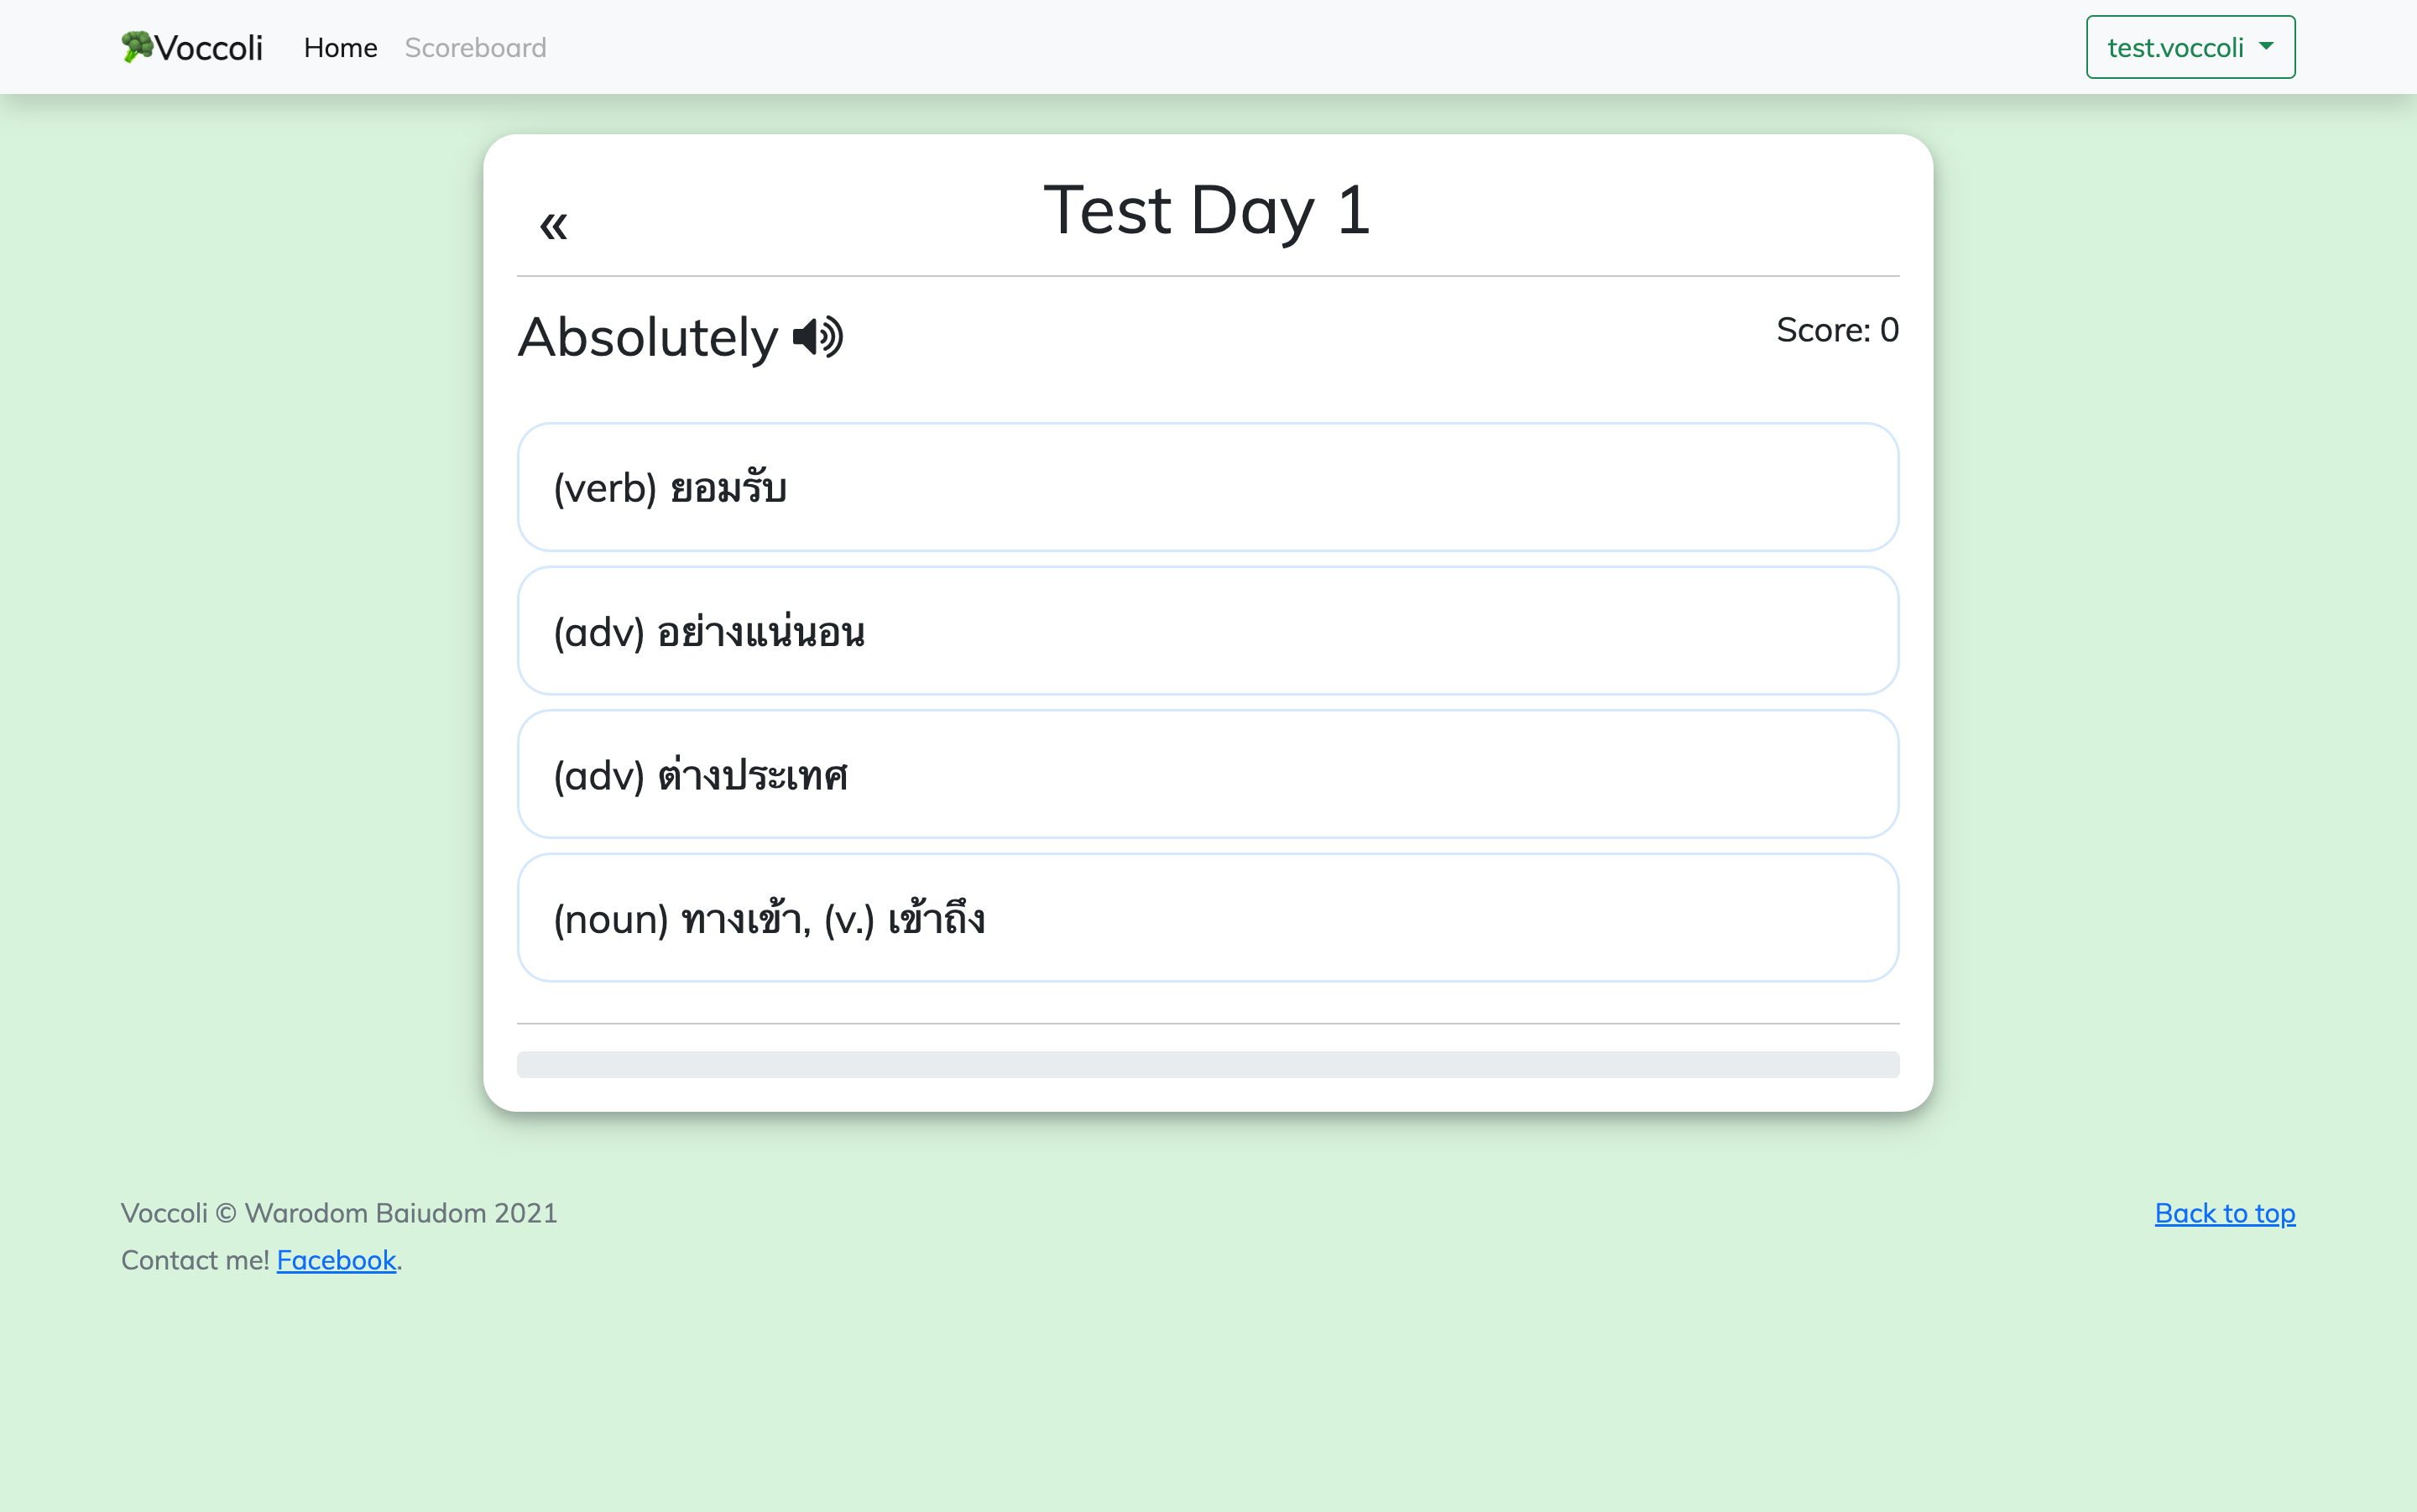 Voccoli Home Scoreboard test.voccoli
«
Test Day 1
Absolutely
Score: 0
(verb) ยอมรับ
(adv) อย่างแน่นอน
(adv) ต่างประเทศ
(noun) ทางเข้า, (v.) เข้าถึง
Voccoli © Warodom Baiudom 2021
Back to top
Contact me! Facebook.